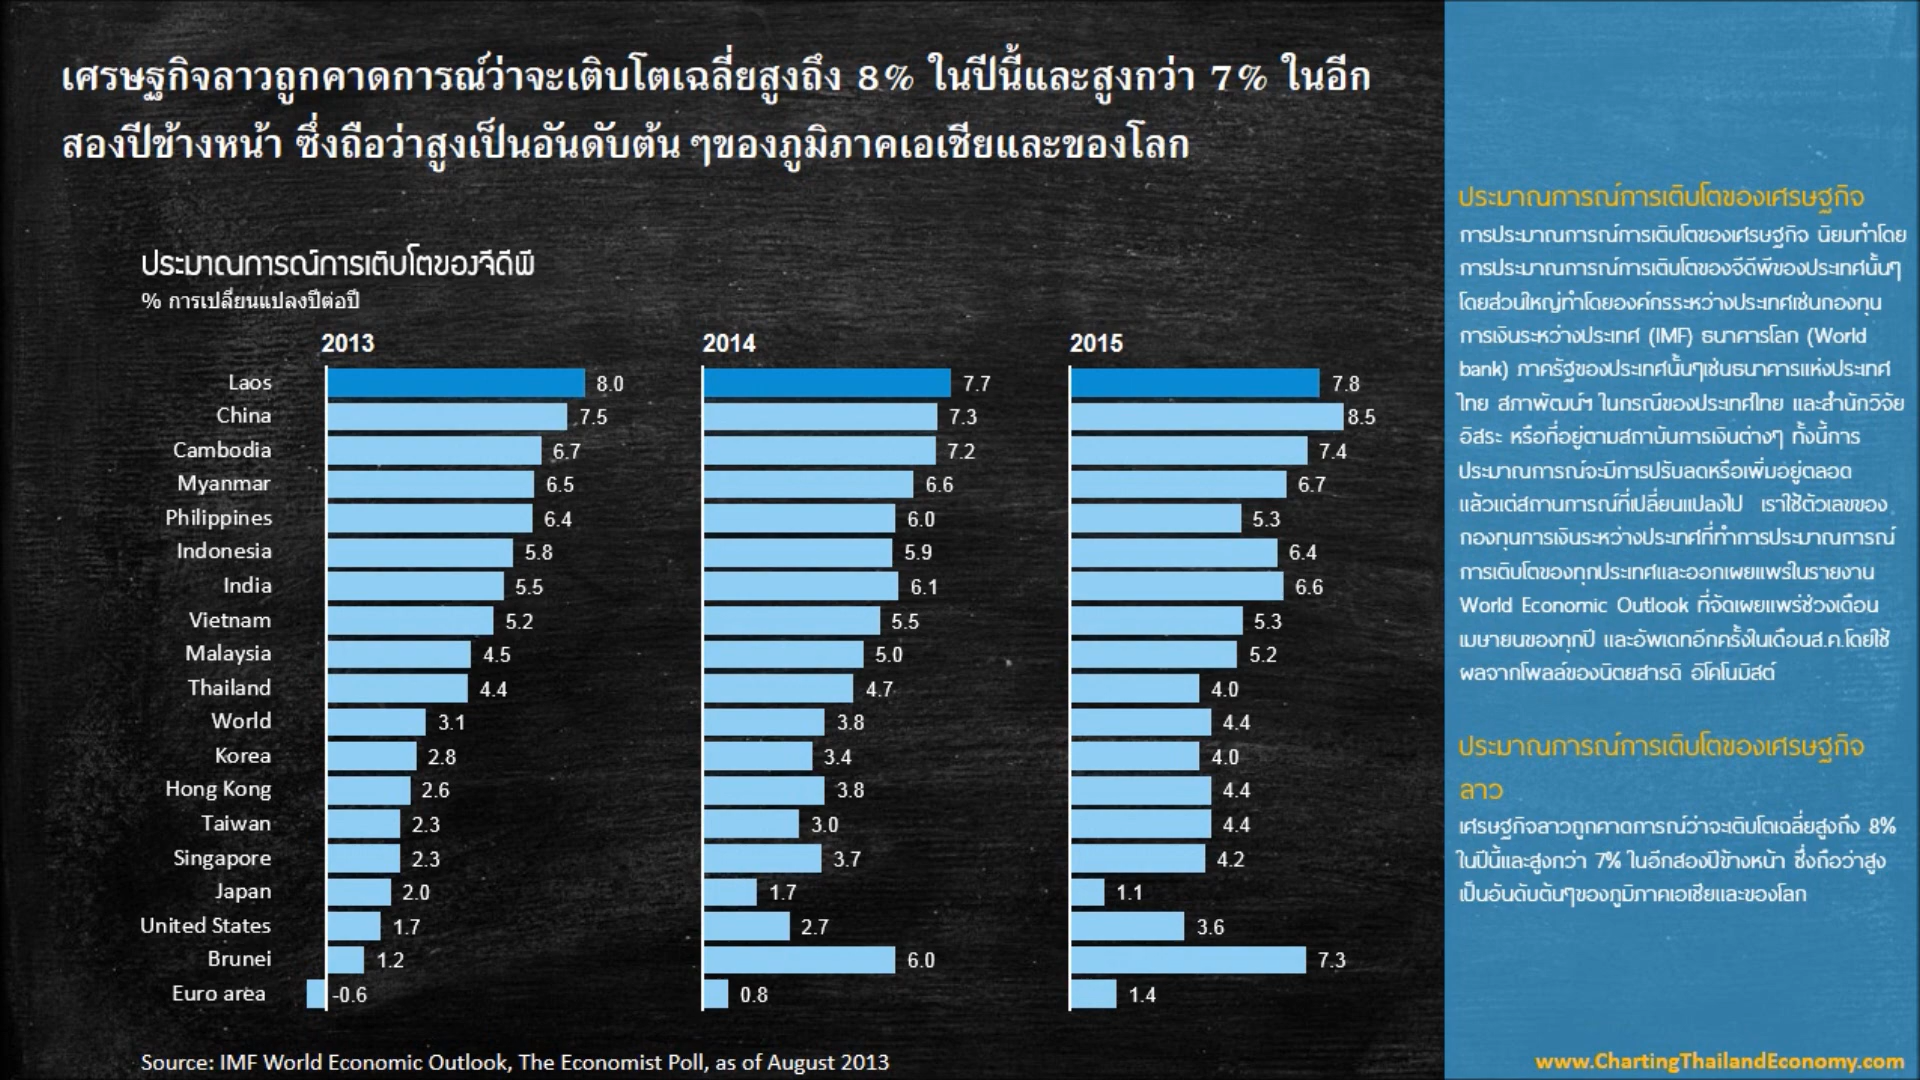 เศรษฐกิจลาวถูกคาดการณ์ว่าจะเติบโตเฉลี่ยสูงถึง 8% ในปีนี้และสูงกว่า 7% ในอีก
สองปีข้างหน้า ซึ่งถือว่าสูงเป็นอันดับต้น ๆของภูมิภาคเอเชียและของโลก
ประมาณการณ์การเติบโตของจีดีพี
% การเปลี่ยนแปลงปีต่อปี
2013 2014 2015
Laos 8.0 7.7 7.8
China 7.5 7.3 8.5
Cambodia 6.7 7.2 7.4
Myanmar 6.5 6.6 6.7
Philippines 6.4 6.0 5.3
Indonesia 5.8 5.9 6.4
India 5.5 6.1 6.6
Vietnam 5.2 5.5 5.3
Malaysia 4.5 5.0 5.2
Thailand 4.4 4.7 4.0
World 3.1 3.8 4.4
Korea 2.8 3.4 4.0
Hong Kong 2.6 3.8 4.4
Taiwan 2.3 3.0 4.4
Singapore 2.3 3.7 4.2
Japan 2.0 1.7 1.1
United States 1.7 2.7 3.6
Brunei 1.2 6.0 7.3
Euro area -0.6 0.8 1.4
Source: IMF World Economic Outlook, The Economist Poll, as of August 2013
ประมาณการณ์การเติบโตของเศรษฐกิจ
การประมาณการณ์การเติบโตของเศรษฐกิจ นิยมทำโดย
การประมาณการณ์การเติบโตของจีดีพีของประเทศนั้นๆ
โดยส่วนใหญ่ทำโดยองค์กรระหว่างประเทศเช่นกองทุน
การเงินระหว่างประเทศ (IMF) ธนาคารโลก (World
bank) ภาครัฐของประเทศนั้นๆเช่นธนาคารแห่งประเทศ
ไทย สภาพัฒน์ฯ ในกรณีของประเทศไทย และสำนักวิจัย
อิสระ หรือที่อยู่ตามสถาบันการเงินต่างๆ ทั้งนี้การ
ประมาณการณ์จะมีการปรับลดหรือเพิ่มอยู่ตลอด
แล้วแต่สถานการณ์ที่เปลี่ยนแปลงไป เราใช้ตัวเลขของ
กองทุนการเงินระหว่างประเทศที่ทำการประมาณการณ์
การเติบโตของทุกประเทศและออกเผยแพร่ในรายงาน
World Economic Outlook ที่จัดเผยแพร่ช่วงเดือน
เมษายนของทุกปี และอัพเดทอีกครั้งในเดือนส.ค.โดยใช้
ผลจากโพลล์ของนิตยสารดิ อีโคโนมิสต์
ประมาณการณ์การเติบโตของเศรษฐกิจ
ลาว
เศรษฐกิจลาวถูกคาดการณ์ว่าจะเติบโตเฉลี่ยสูงถึง 8%
ในปีนี้และสูงกว่า 7% ในอีกสองปีข้างหน้า ซึ่งถือว่าสูง
เป็นอันดับต้นๆของภูมิภาคเอเชียและของโลก
www.ChartingThailandEconomy.com